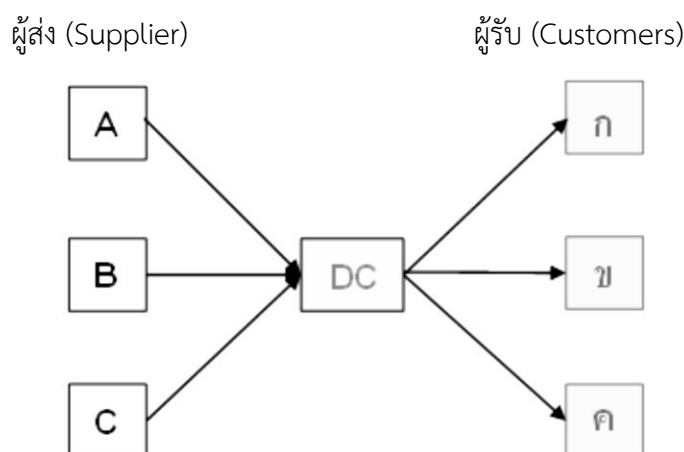 ผู้ส่ง (Supplier) ผู้รับ (Customers)
A ก
B DC ข
C ค